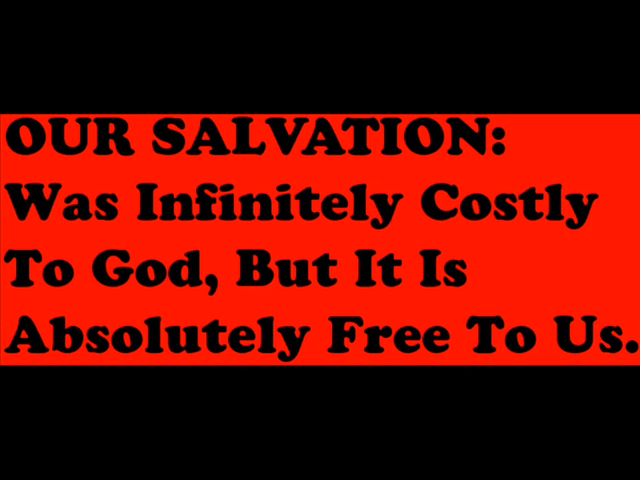 OUR SALVATION:
Was Infinitely Costly
To God, But It Is
Absolutely Free To Us.